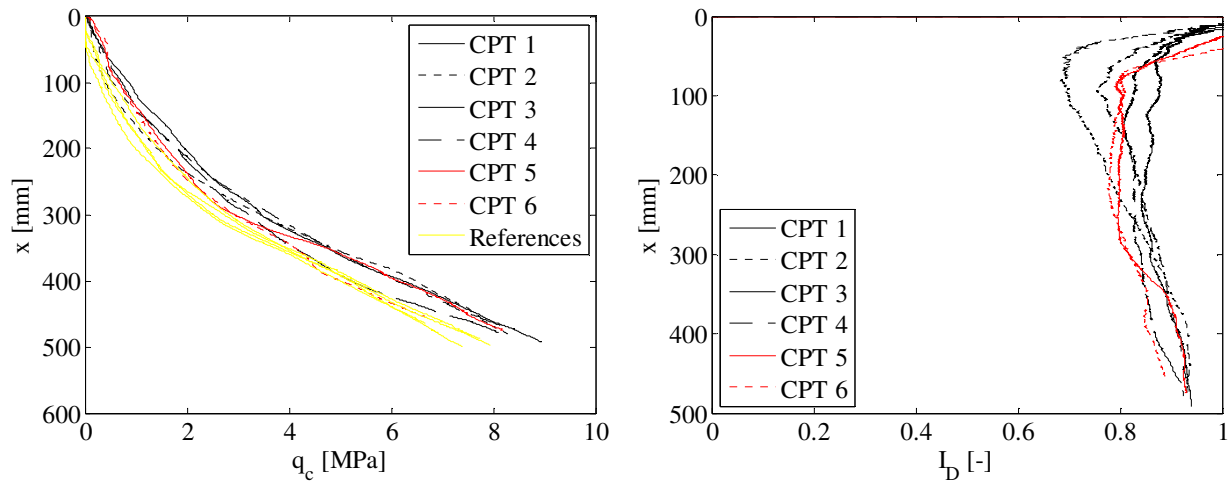 0
100
200
300
400
500
600
x [mm]
0
2
4
6
8
10
q_c [MPa]
CPT 1
CPT 2
CPT 3
CPT 4
CPT 5
CPT 6
References
0
100
200
300
400
500
x [mm]
0
0.2
0.4
0.6
0.8
1
I_D [-]
CPT 1
CPT 2
CPT 3
CPT 4
CPT 5
CPT 6